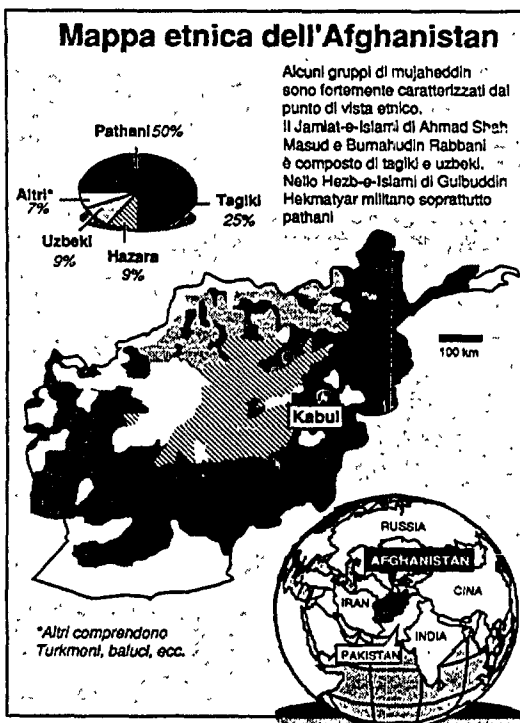 Mappa etnica dell'Afghanistan
Alcuni gruppi di mujaheddin
sono fortemente caratterizzati dal
punto di vista etnico.
Il Jamiat-e-Islami di Ahmad Shah
Masud e Burnahudin Rabbani
è composto di tagiki e uzbeki.
Nello Hezb-e-Islami di Gulbuddin
Hekmatyar militano soprattutto
pathani
Pathani 50%
Altri*
7%
Uzbeki
9%
Hazara
9%
Tagiki
25%
100 km
Kabul
RUSSIA
AFGHANISTAN
IRAN
CINA
INDIA
PAKISTAN
*Altri comprendono
Turkmoni, baluci, ecc.